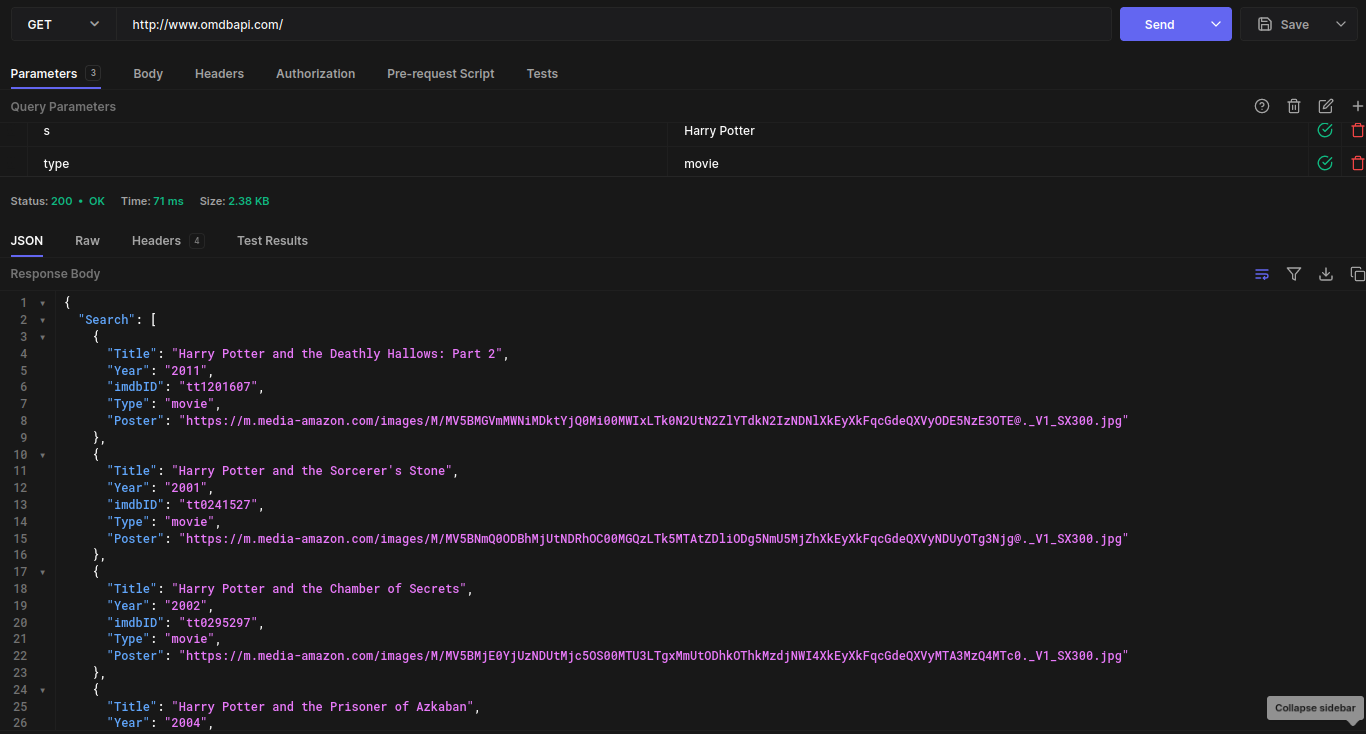 GET http://www.omdbapi.com/ Send Save
Parameters 3 Body Headers Authorization Pre-request Script Tests
Query Parameters
s Harry Potter
type movie
Status: 200 • OK Time: 71 ms Size: 2.38 KB
JSON Raw Headers 4 Test Results
Response Body
1 {
2 "Search": [
3 {
4 "Title": "Harry Potter and the Deathly Hallows: Part 2",
5 "Year": "2011",
6 "imdbID": "tt1201607",
7 "Type": "movie",
8 "Poster": "https://m.media-amazon.com/images/M/MV5BMGVmMWNiMDktYjQ0Mi00MWIxLTk0N2UtN2ZlYTdkN2IzNDNlXkEyXkFqcGdeQXVyODE5NzE3OTE@._V1_SX300.jpg"
9 },
10 {
11 "Title": "Harry Potter and the Sorcerer's Stone",
12 "Year": "2001",
13 "imdbID": "tt0241527",
14 "Type": "movie",
15 "Poster": "https://m.media-amazon.com/images/M/MV5BNmQ0ODBhMjUtNDRhOC00MGQzLTk5MTAtZDliODg5NmU5MjZhXkEyXkFqcGdeQXVyNDUyOTg3Njg@._V1_SX300.jpg"
16 },
17 {
18 "Title": "Harry Potter and the Chamber of Secrets",
19 "Year": "2002",
20 "imdbID": "tt0295297",
21 "Type": "movie",
22 "Poster": "https://m.media-amazon.com/images/M/MV5BMjE0YjUzNDUtMjc5OS00MTU3LTgxMmUtODhkOThkMzdjNWI4XkEyXkFqcGdeQXVyMTA3MzQ4MTc0._V1_SX300.jpg"
23 },
24 {
25 "Title": "Harry Potter and the Prisoner of Azkaban",
26 "Year": "2004",
Collapse sidebar